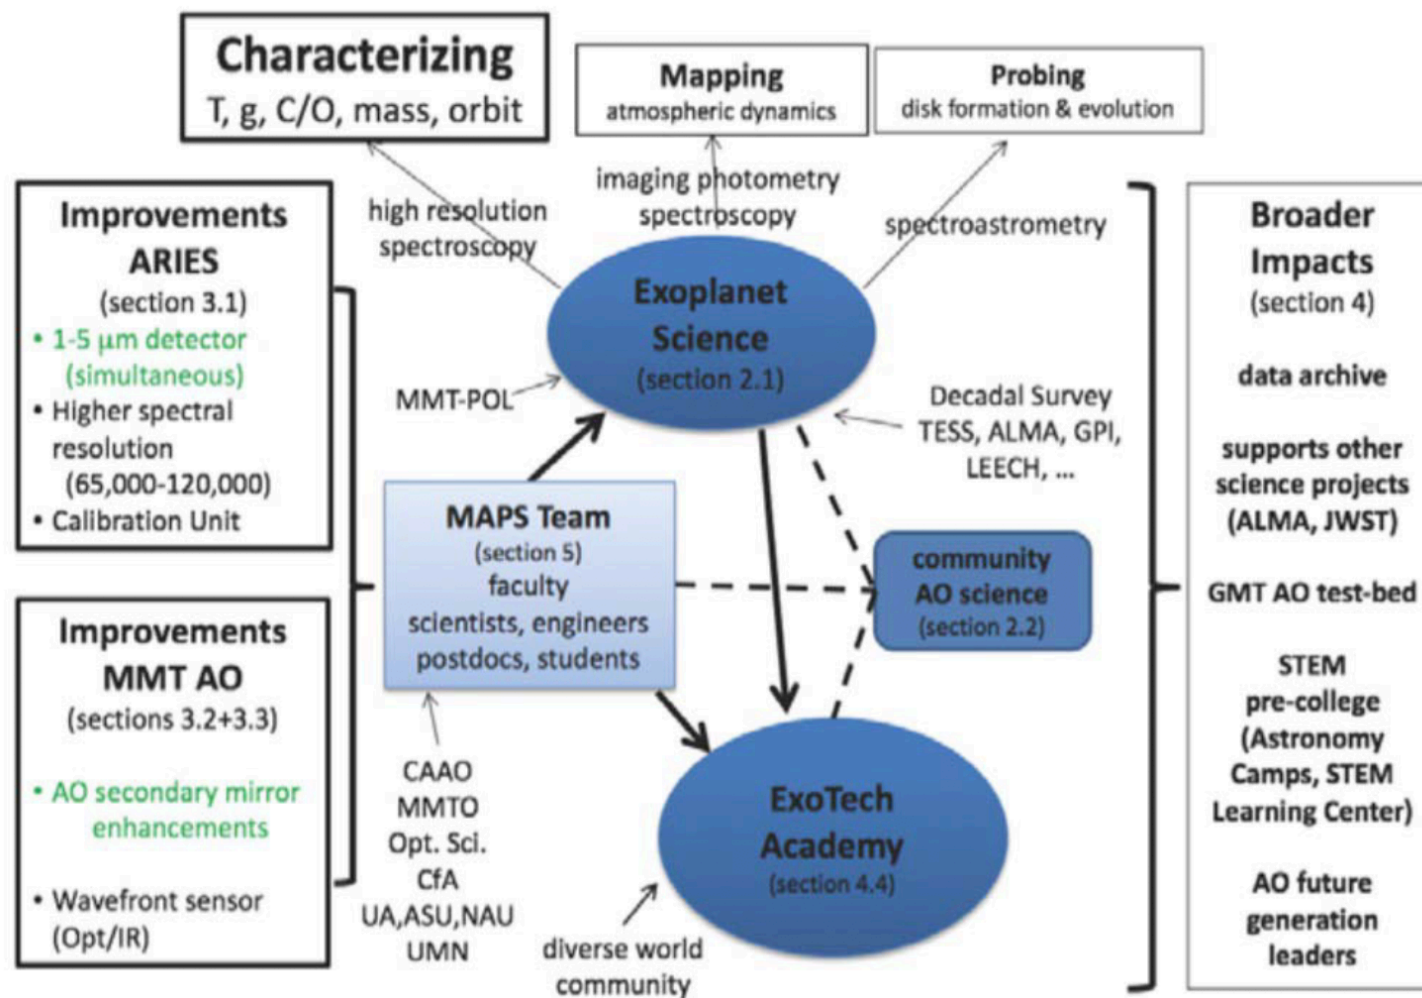 Characterizing
T, g, C/O, mass, orbit
Mapping
atmospheric dynamics
Probing
disk formation & evolution
high resolution
spectroscopy
imaging photometry
spectroscopy
spectroastrometry
Improvements
ARIES
(section 3.1)
• 1-5 μm detector
(simultaneous)
• Higher spectral
resolution
(65,000-120,000)
• Calibration Unit
Improvements
MMT AO
(sections 3.2+3.3)
• AO secondary mirror
enhancements
• Wavefront sensor
(Opt/IR)
Exoplanet
Science
(section 2.1)
MMT-POL
Decadal Survey
TESS, ALMA, GPI,
LEECH, ...
MAPS Team
(section 5)
faculty
scientists, engineers
postdocs, students
community
AO science
(section 2.2)
CAAO
MMTO
Opt. Sci.
CfA
UA,ASU,NAU
UMN
ExoTech
Academy
(section 4.4)
diverse world
community
Broader
Impacts
(section 4)
data archive
supports other
science projects
(ALMA, JWST)
GMT AO test-bed
STEM
pre-college
(Astronomy
Camps, STEM
Learning Center)
AO future
generation
leaders